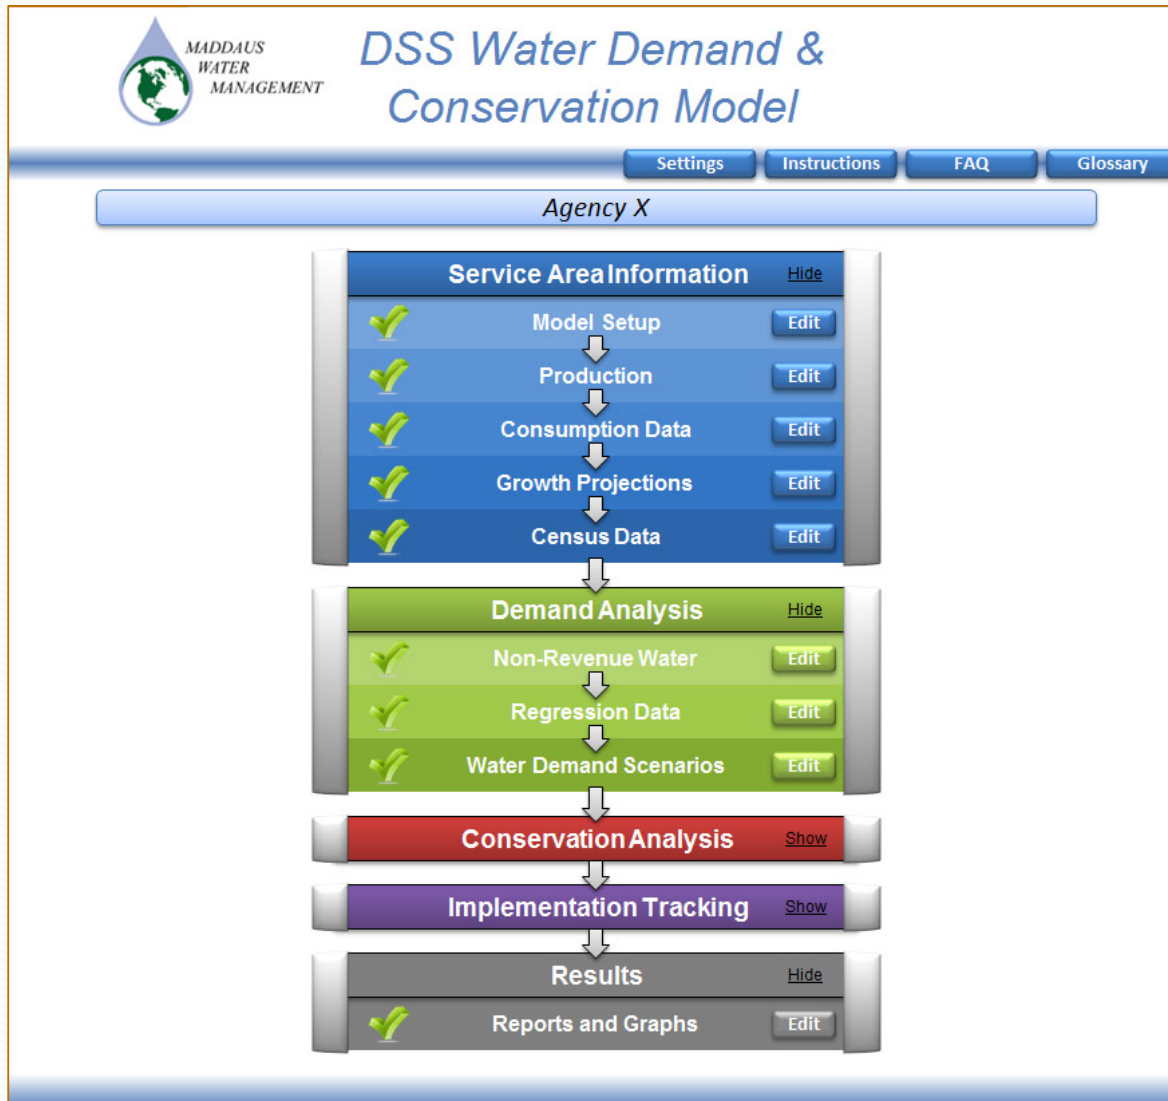 MADDAUS
WATER
MANAGEMENT
DSS Water Demand &
Conservation Model
Settings Instructions FAQ Glossary
Agency X
Service Area Information Hide
Model Setup Edit
Production Edit
Consumption Data Edit
Growth Projections Edit
Census Data Edit
Demand Analysis Hide
Non-Revenue Water Edit
Regression Data Edit
Water Demand Scenarios Edit
Conservation Analysis Show
Implementation Tracking Show
Results Hide
Reports and Graphs Edit